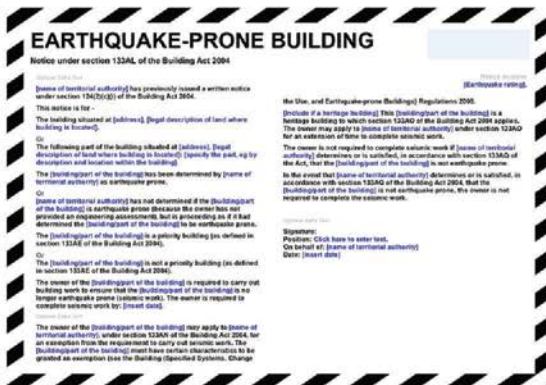 EARTHQUAKE-PRONE BUILDING
Notice under section 133AL of the Building Act 2004
[name of territorial authority] has previously issued a written notice
under section 124(2)(c)(i) of the Building Act 2004.
This notice is for -
The building situated at [address], [legal description of land where
building is located].
Or
The following part of the building situated at [address], [legal
description of land where building is located]: [specify the part, eg by
description and location within the building]
The [building/part of the building] has been determined by [name of
territorial authority] as earthquake prone.
Or
[name of territorial authority] has not determined if the [building/part
of the building] is earthquake prone (because the owner has not
provided an engineering assessment), but is proceeding as if it had
determined the [building/part of the building] to be earthquake prone.
The [building/part of the building] is a priority building (as defined in
section 133AE of the Building Act 2004).
Or
The [building/part of the building] is not a priority building (as defined
in section 133AE of the Building Act 2004).
The owner of the [building/part of the building] is required to carry out
building work to ensure that the [building/part of the building] is no
longer earthquake prone (seismic work). The owner is required to
complete seismic work by: [insert date].
The owner of the [building/part of the building] may apply to [name of
territorial authority], under section 133AN of the Building Act 2004, for
an exemption from the requirement to carry out seismic work. The
[building/part of the building] must have certain characteristics to be
granted an exemption (see the Building (Specified Systems, Change
[Earthquake rating].
the Use, and Earthquake-prone Buildings) Regulations 2005.
[Include if a heritage building] This [building/part of the building] is a
heritage building to which section 133AO of the Building Act 2004 applies.
The owner may apply to [name of territorial authority] under section 133AO
for an extension of time to complete seismic work.
The owner is not required to complete seismic work if [name of territorial
authority] determines or is satisfied, in accordance with section 133AQ of
the Act, that the [building/part of the building] is not earthquake prone.
In the event that [name of territorial authority] determines or is satisfied, in
accordance with section 133AQ of the Building Act 2004, that the
[building/part of the building] is not earthquake prone, the owner is not
required to complete the seismic work.
Signature:
Position: Click here to enter text.
On behalf of: [name of territorial authority]
Date: [insert date]